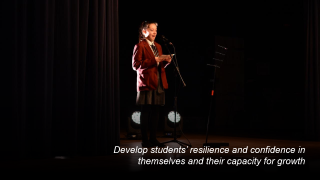 Develop students' resilience and confidence in
themselves and their capacity for growth